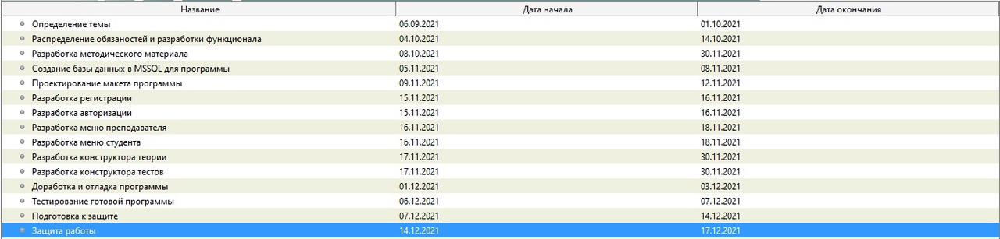 Название Дата начала Дата окончания
Определение темы 06.09.2021 01.10.2021
Распределение обязаностей и разработки функционала 04.10.2021 14.10.2021
Разработка методического материала 08.10.2021 30.11.2021
Создание базы данных в MSSQL для программы 05.11.2021 08.11.2021
Проектирование макета программы 09.11.2021 12.11.2021
Разработка регистрации 15.11.2021 16.11.2021
Разработка авторизации 15.11.2021 16.11.2021
Разработка меню преподавателя 16.11.2021 18.11.2021
Разработка меню студента 16.11.2021 18.11.2021
Разработка конструктора теории 17.11.2021 30.11.2021
Разработка конструктора тестов 17.11.2021 30.11.2021
Доработка и отладка программы 01.12.2021 03.12.2021
Тестирование готовой программы 06.12.2021 07.12.2021
Подготовка к защите 07.12.2021 14.12.2021
Защита работы 14.12.2021 17.12.2021